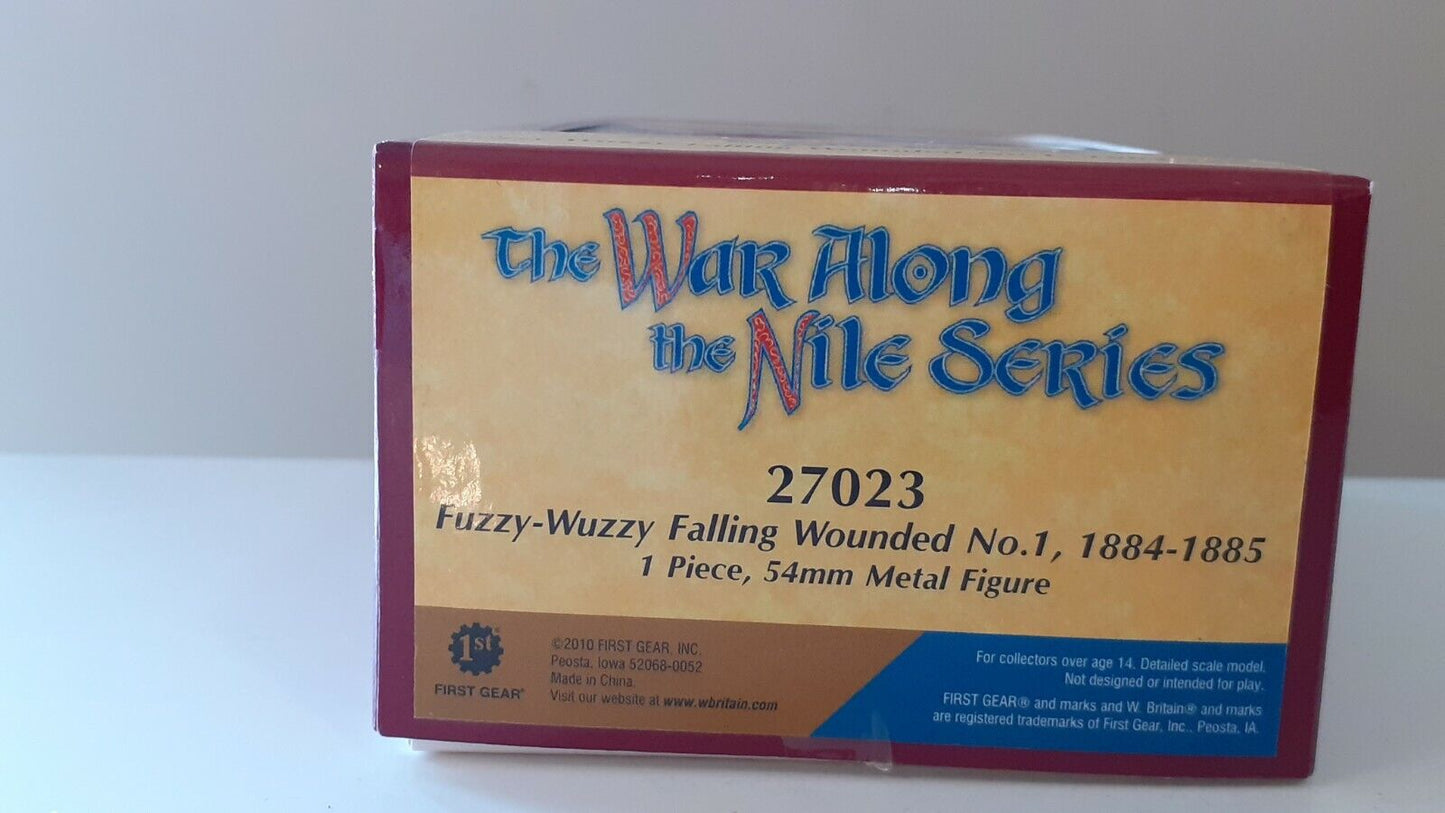 The War Along
the Nile Series
27023
Fuzzy-Wuzzy Falling Wounded No.1, 1884-1885
1 Piece, 54mm Metal Figure
1st
FIRST GEAR®
©2010 FIRST GEAR, INC.
Peosta, Iowa 52068-0052
Made in China.
Visit our website at www.wbritain.com
For collectors over age 14. Detailed scale model.
Not designed or intended for play.
FIRST GEAR® and marks and W. Britain® and marks
are registered trademarks of First Gear, Inc., Peosta, IA.